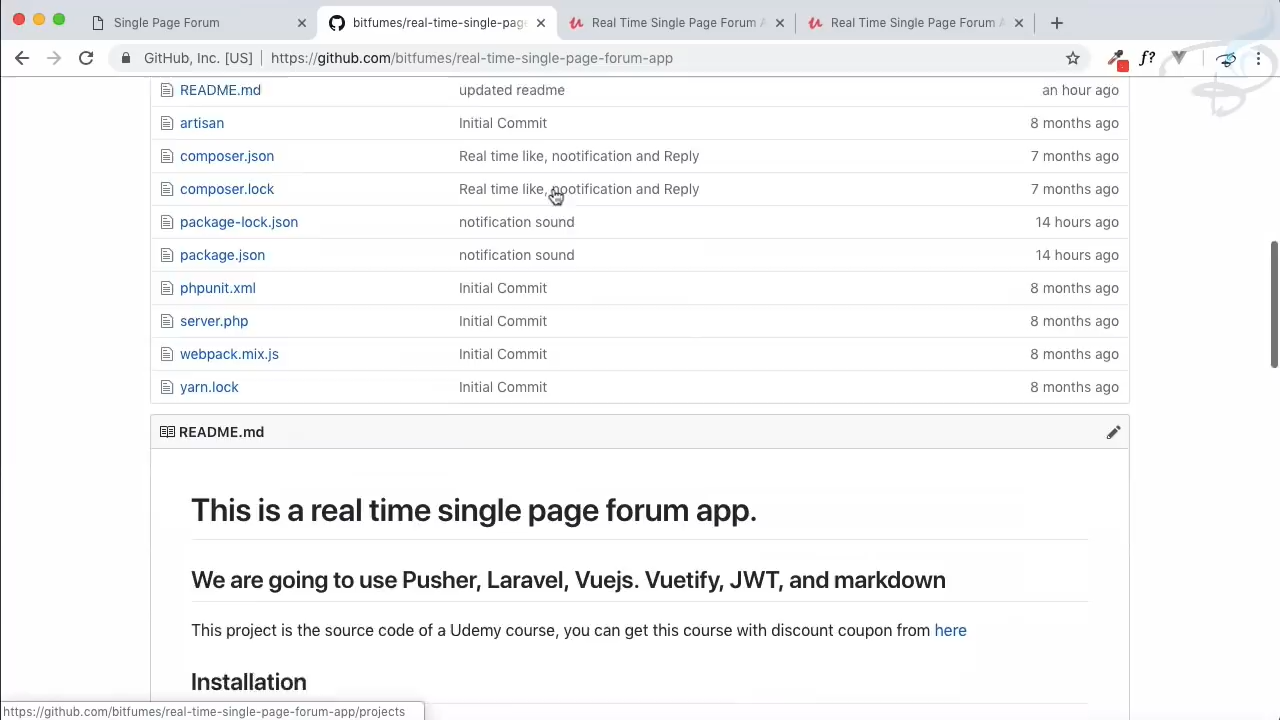 Single Page Forum
bitfumes/real-time-single-page
Real Time Single Page Forum A
Real Time Single Page Forum A
GitHub, Inc. [US] https://github.com/bitfumes/real-time-single-page-forum-app f?
README.md updated readme an hour ago
artisan Initial Commit 8 months ago
composer.json Real time like, nootification and Reply 7 months ago
composer.lock Real time like, nootification and Reply 7 months ago
package-lock.json notification sound 14 hours ago
package.json notification sound 14 hours ago
phpunit.xml Initial Commit 8 months ago
server.php Initial Commit 8 months ago
webpack.mix.js Initial Commit 8 months ago
yarn.lock Initial Commit 8 months ago
README.md
This is a real time single page forum app.
We are going to use Pusher, Laravel, Vuejs. Vuetify, JWT, and markdown
This project is the source code of a Udemy course, you can get this course with discount coupon from here
Installation
https://github.com/bitfumes/real-time-single-page-forum-app/projects